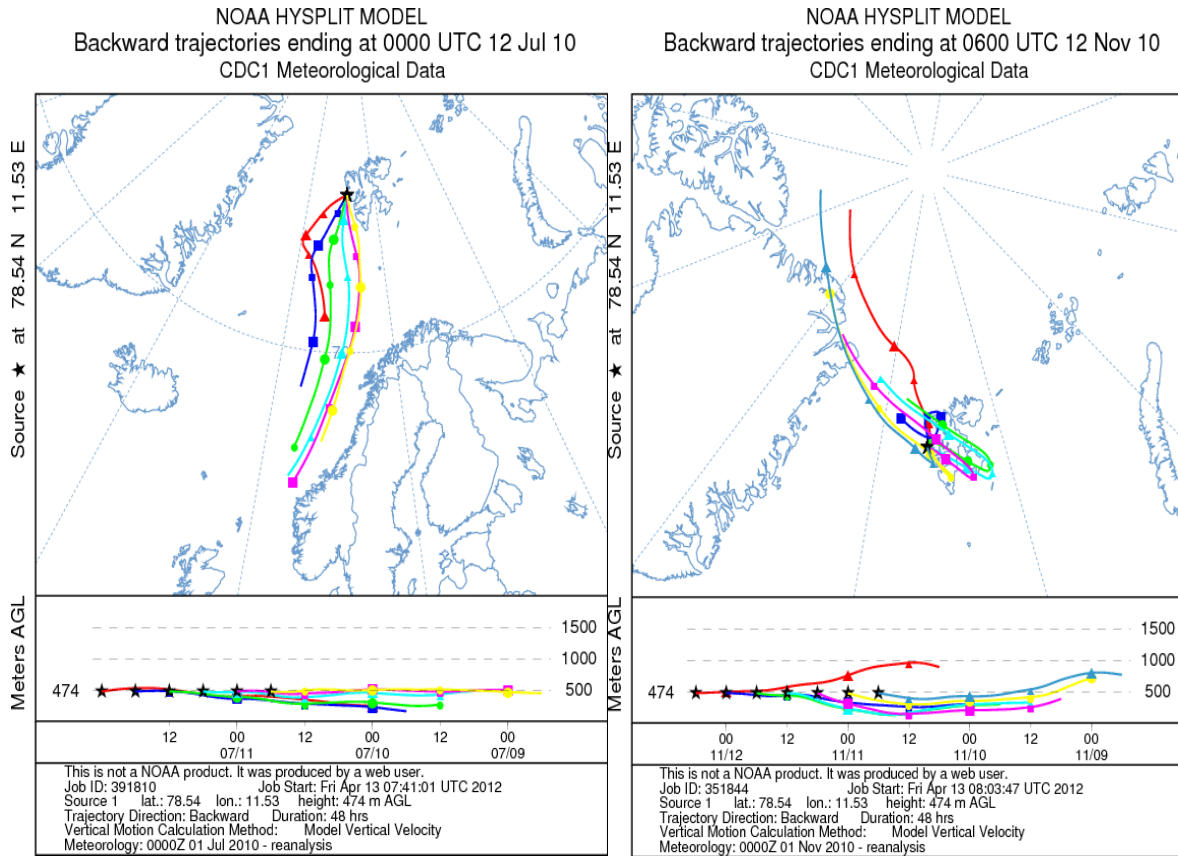 NOAA HYSPLIT MODEL
Backward trajectories ending at 0000 UTC 12 Jul 10
CDC1 Meteorological Data
Source ★ at 78.54 N 11.53 E
70
Meters AGL
1500
1000
500
474
12 00 12 00 12 00
07/11 07/10 07/09
This is not a NOAA product. It was produced by a web user.
Job ID: 391810 Job Start: Fri Apr 13 07:41:01 UTC 2012
Source 1 lat.: 78.54 lon.: 11.53 height: 474 m AGL
Trajectory Direction: Backward Duration: 48 hrs
Vertical Motion Calculation Method: Model Vertical Velocity
Meteorology: 0000Z 01 Jul 2010 - reanalysis
NOAA HYSPLIT MODEL
Backward trajectories ending at 0600 UTC 12 Nov 10
CDC1 Meteorological Data
Source ★ at 78.54 N 11.53 E
Meters AGL
1500
1000
500
474
00 12 00 12 00 12 00
11/12 11/11 11/10 11/09
This is not a NOAA product. It was produced by a web user.
Job ID: 351844 Job Start: Fri Apr 13 08:03:47 UTC 2012
Source 1 lat.: 78.54 lon.: 11.53 height: 474 m AGL
Trajectory Direction: Backward Duration: 48 hrs
Vertical Motion Calculation Method: Model Vertical Velocity
Meteorology: 0000Z 01 Nov 2010 - reanalysis